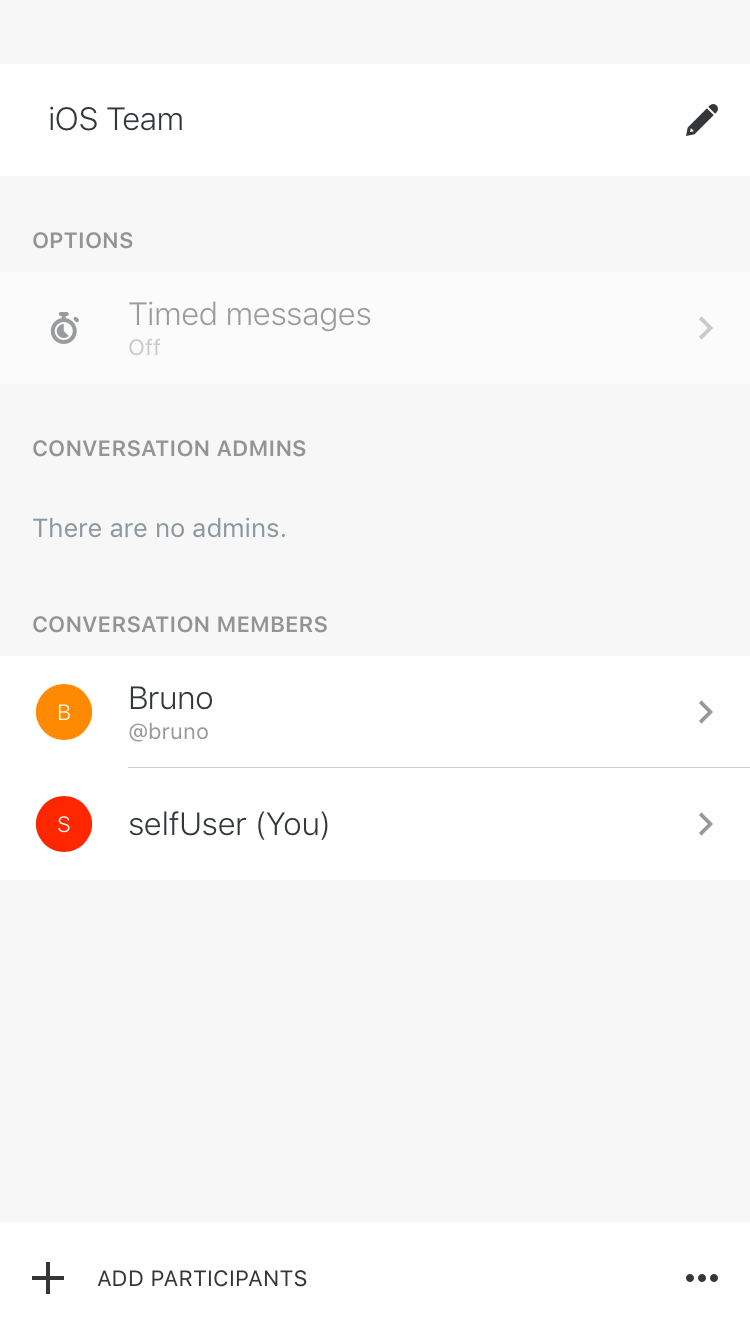 iOS Team
OPTIONS
Timed messages
Off
CONVERSATION ADMINS
There are no admins.
CONVERSATION MEMBERS
B
Bruno
@bruno
S
selfUser (You)
ADD PARTICIPANTS